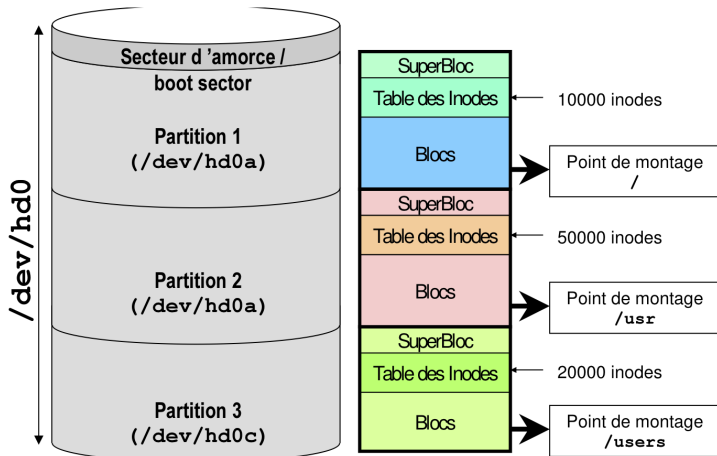 /dev/hd0
Secteur d ’amorce /
boot sector
Partition 1
(/dev/hd0a)
Partition 2
(/dev/hd0a)
Partition 3
(/dev/hd0c)
SuperBloc
Table des Inodes
10000 inodes
Blocs
Point de montage
/
SuperBloc
Table des Inodes
50000 inodes
Blocs
Point de montage
/usr
SuperBloc
Table des Inodes
20000 inodes
Blocs
Point de montage
/users